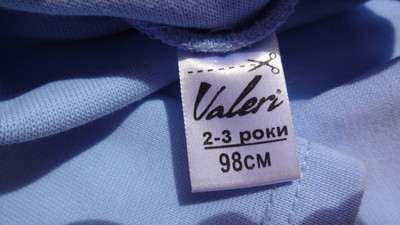 Valeri
2-3 роки
98см